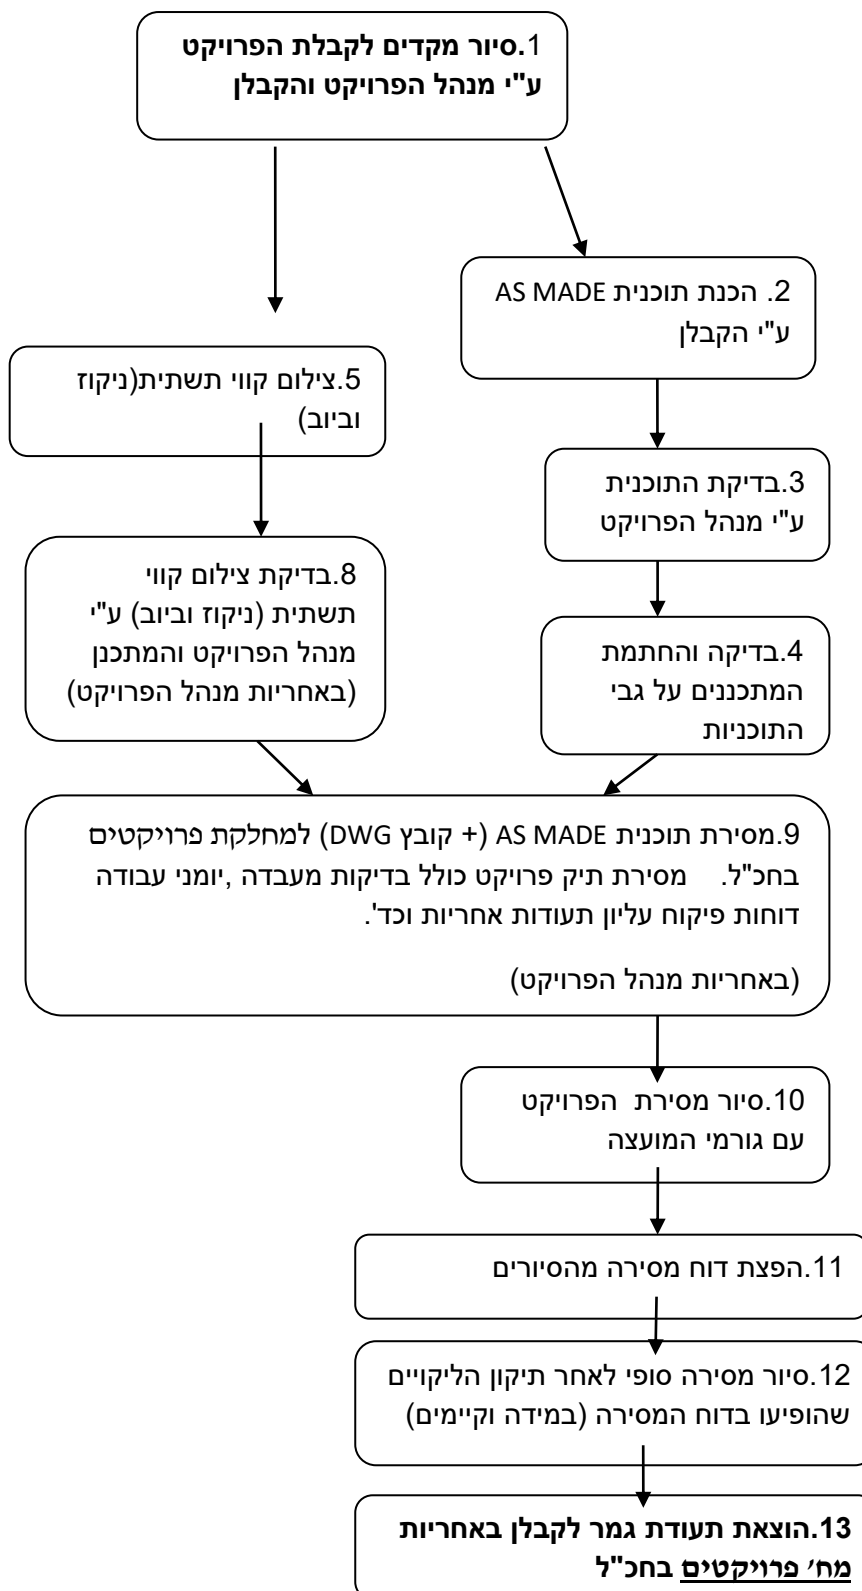 1.סיור מקדים לקבלת הפרויקט
ע"י מנהל הפרויקט והקבלן
2. הכנת תוכנית AS MADE
ע"י הקבלן
3.בדיקת התוכנית
ע"י מנהל הפרויקט
4.בדיקה והחתמת
המתכננים על גבי
התוכניות
5.צילום קווי תשתית(ניקוז
וביוב)
8.בדיקת צילום קווי
תשתית (ניקוז וביוב) ע"י
מנהל הפרויקט והמתכנן
(באחריות מנהל הפרויקט)
9.מסירת תוכנית AS MADE (+ קובץ DWG) למחלקת פרויקטים
בחכ"ל. מסירת תיק פרויקט כולל בדיקות מעבדה ,יומני עבודה
דוחות פיקוח עליון תעודות אחריות וכד'.
(באחריות מנהל הפרויקט)
10.סיור מסירת הפרויקט
עם גורמי המועצה
11.הפצת דוח מסירה מהסיורים
12.סיור מסירה סופי לאחר תיקון הליקויים
שהופיעו בדוח המסירה (במידה וקיימים)
13.הוצאת תעודת גמר לקבלן באחריות
מח' פרויקטים בחכ"ל